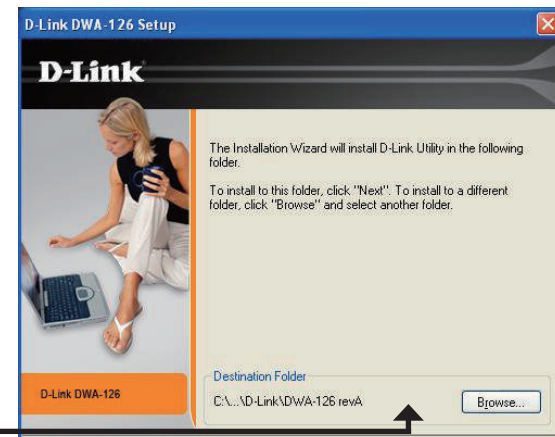 D-Link DWA-126 Setup
D-Link
The Installation Wizard will install D-Link Utility in the following
folder.
To install to this folder, click "Next". To install to a different
folder, click "Browse" and select another folder.
D-Link DWA-126
Destination Folder
C:\...\D-Link\DWA-126 revA
Browse...